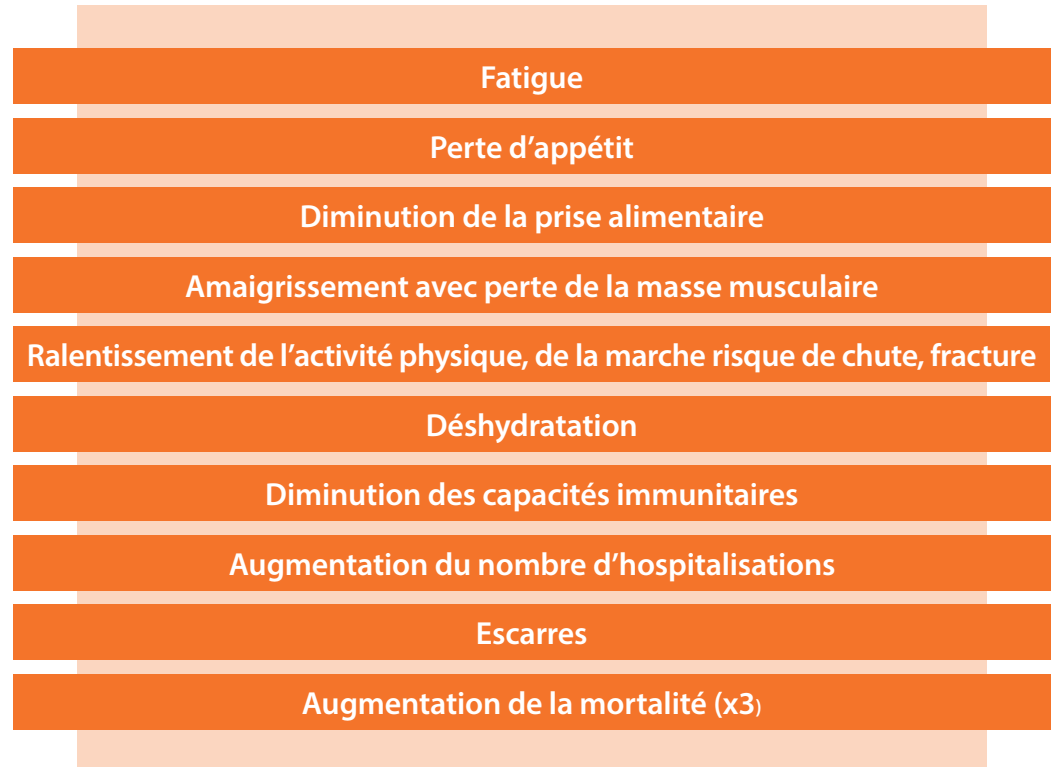 Fatigue
Perte d’appétit
Diminution de la prise alimentaire
Amaigrissement avec perte de la masse musculaire
Ralentissement de l’activité physique, de la marche risque de chute, fracture
Déshydratation
Diminution des capacités immunitaires
Augmentation du nombre d’hospitalisations
Escarres
Augmentation de la mortalité (x3)